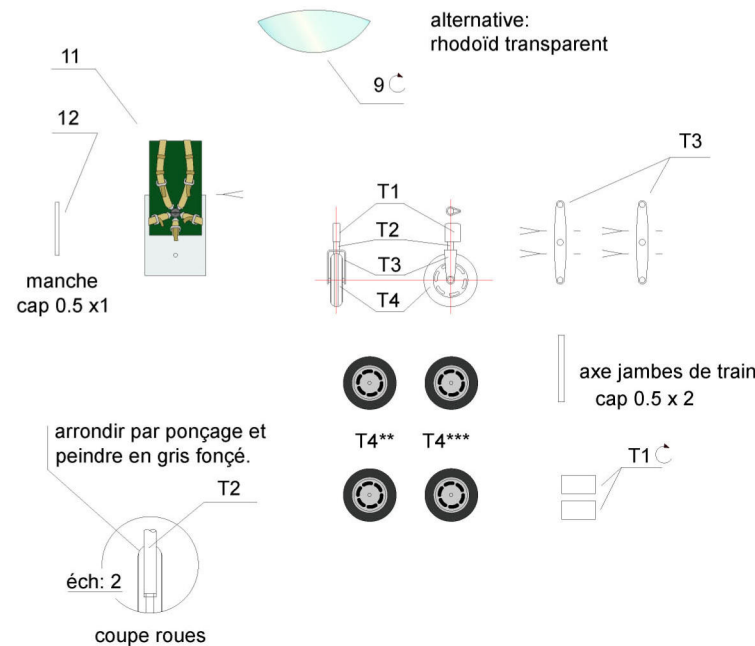 alternative:
rhodoïd transparent
9
11
12
manche
cap 0.5 x1
T1
T2
T3
T4
T3
axe jambes de train
cap 0.5 x 2
T4** T4***
T1
arrondir par ponçage et
peindre en gris fonçé.
T2
éch: 2
coupe roues